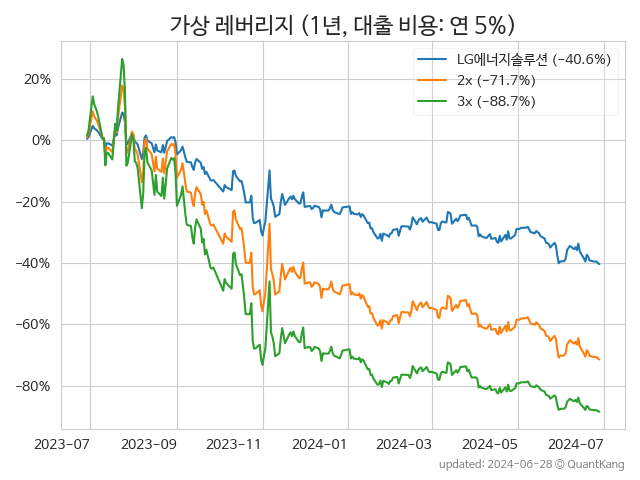 가상 레버리지 (1년, 대출 비용: 연 5%)
LG에너지솔루션 (−40.6%)
2x (−71.7%)
3x (−88.7%)
20%
0%
−20%
−40%
−60%
−80%
2023-07 2023-09 2023-11 2024-01 2024-03 2024-05 2024-07
updated: 2024-06-28 © QuantKang